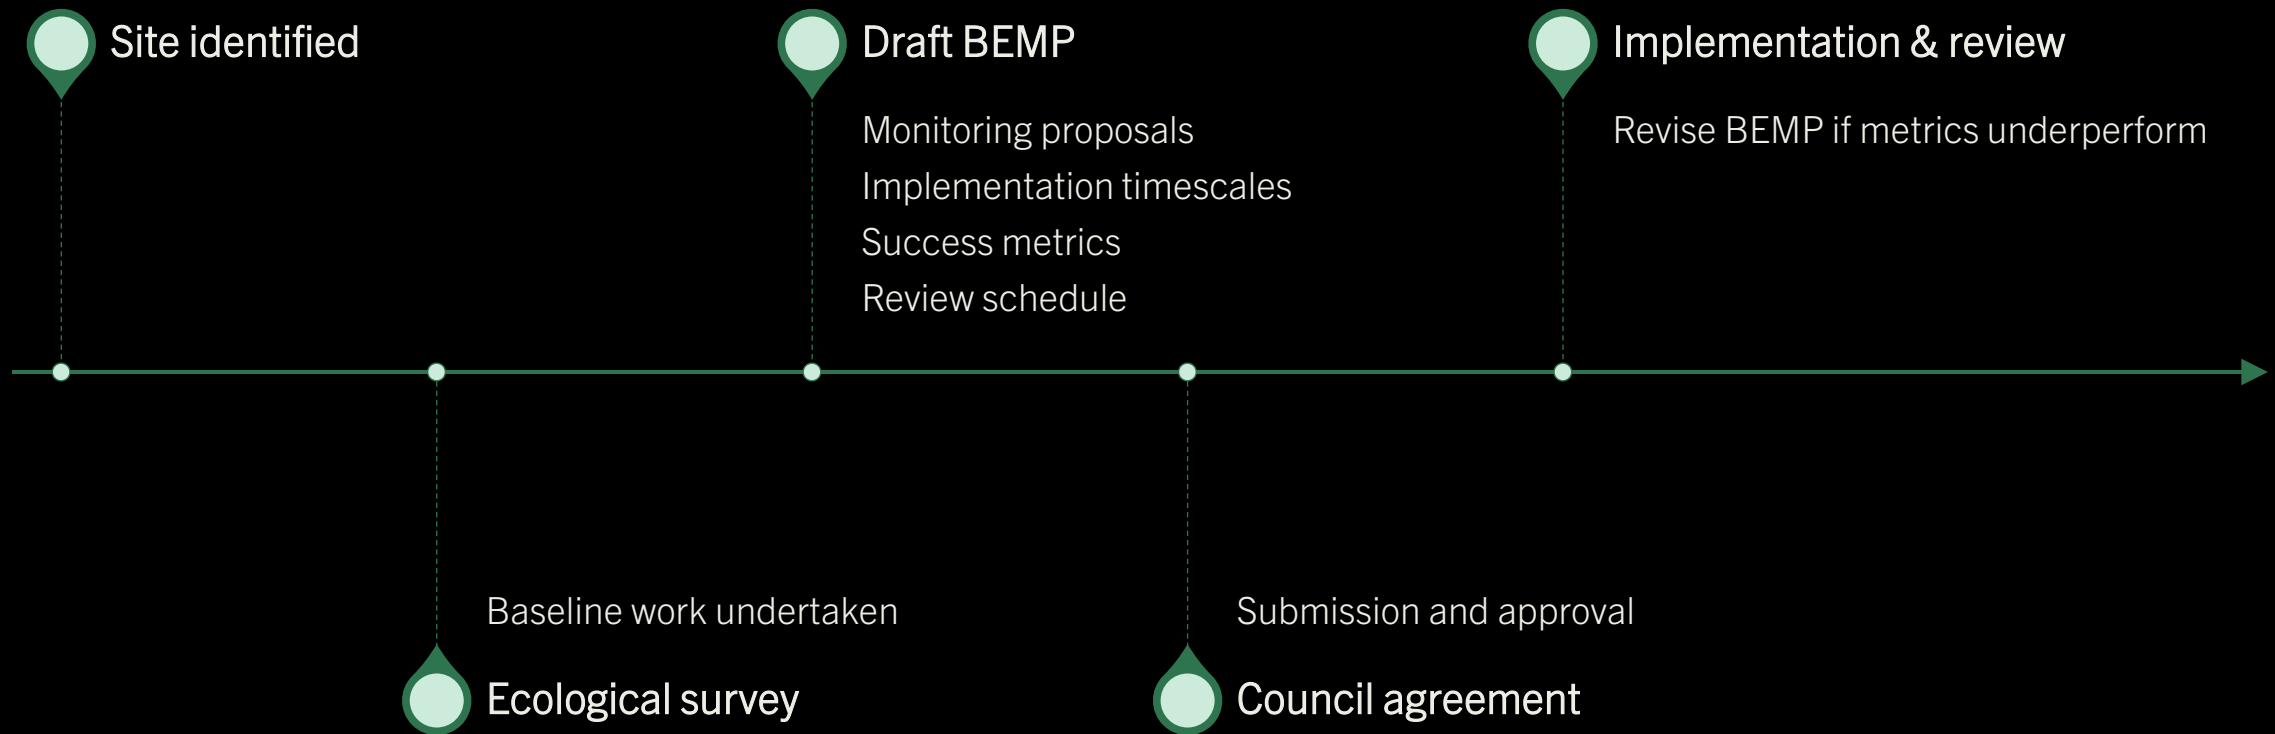 Site identified
Draft BEMP
Monitoring proposals
Implementation timescales
Success metrics
Review schedule
Implementation & review
Revise BEMP if metrics underperform
Baseline work undertaken
Ecological survey
Submission and approval
Council agreement